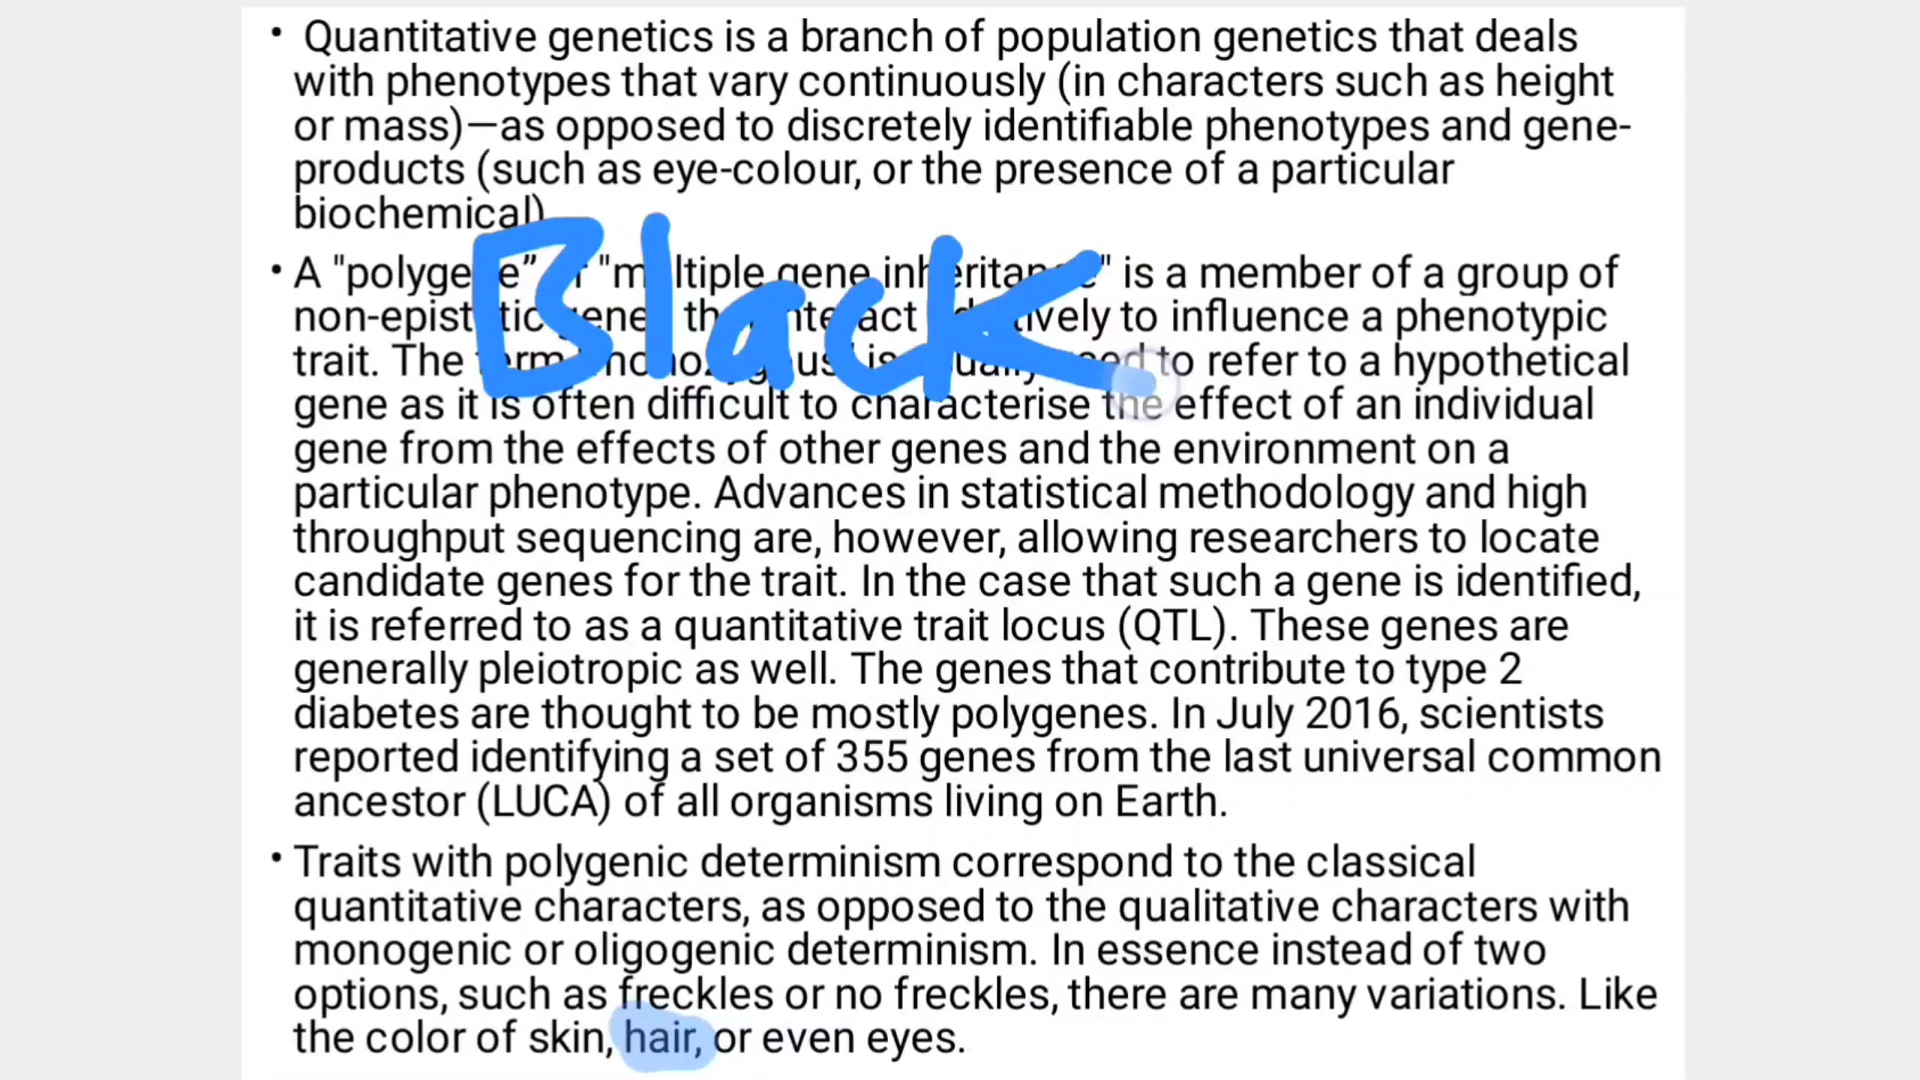 • Quantitative genetics is a branch of population genetics that deals
with phenotypes that vary continuously (in characters such as height
or mass)—as opposed to discretely identifiable phenotypes and gene-
products (such as eye-colour, or the presence of a particular
biochemical)
Black
• A "polygene” "multiple gene inheritance" is a member of a group of
non-epistatic genes interact to influence a phenotypic
trait. The term is to refer to a hypothetical
gene as it is often difficult to characterise the effect of an individual
gene from the effects of other genes and the environment on a
particular phenotype. Advances in statistical methodology and high
throughput sequencing are, however, allowing researchers to locate
candidate genes for the trait. In the case that such a gene is identified,
it is referred to as a quantitative trait locus (QTL). These genes are
generally pleiotropic as well. The genes that contribute to type 2
diabetes are thought to be mostly polygenes. In July 2016, scientists
reported identifying a set of 355 genes from the last universal common
ancestor (LUCA) of all organisms living on Earth.
• Traits with polygenic determinism correspond to the classical
quantitative characters, as opposed to the qualitative characters with
monogenic or oligogenic determinism. In essence instead of two
options, such as freckles or no freckles, there are many variations. Like
the color of skin, hair, or even eyes.